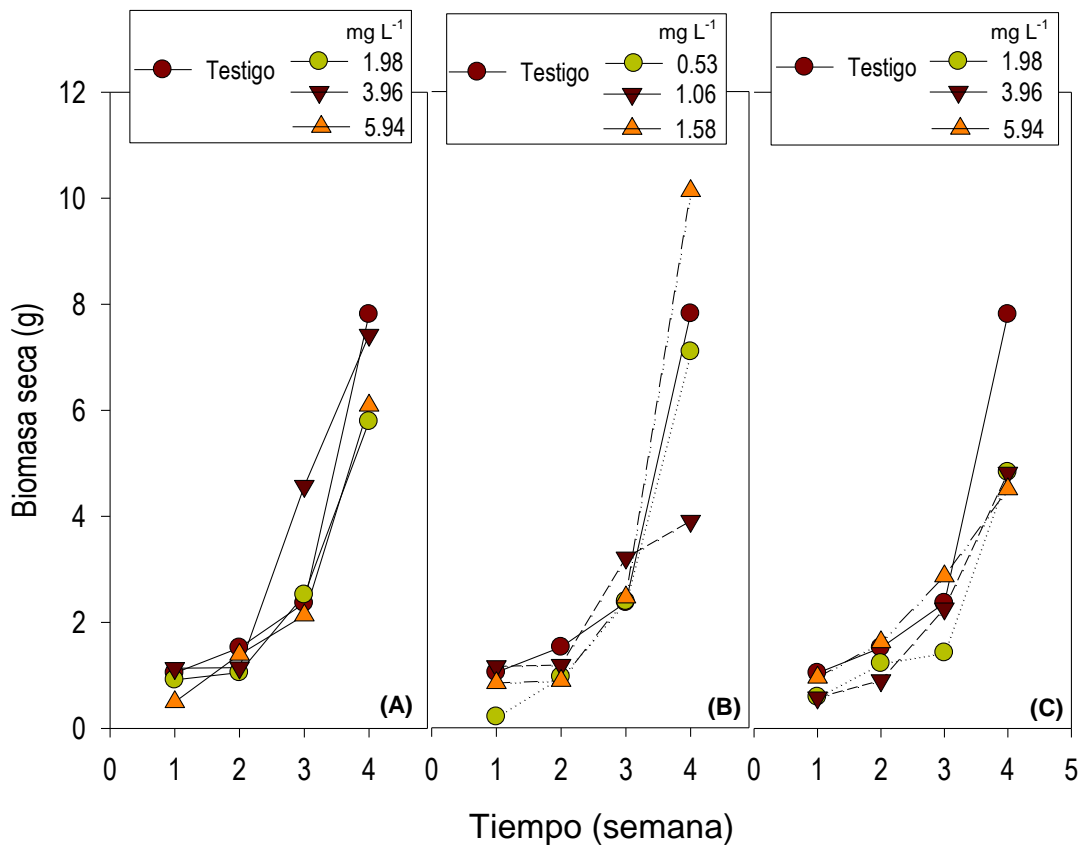 mg L-1
Testigo
1.98
3.96
5.94
mg L-1
Testigo
0.53
1.06
1.58
mg L-1
Testigo
1.98
3.96
5.94
Biomasa seca (g)
12
10
8
6
4
2
0
(A)
(B)
(C)
0 1 2 3 4
0 1 2 3 4
0 1 2 3 4 5
Tiempo (semana)